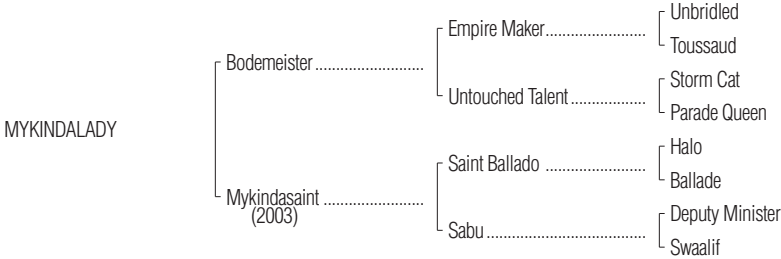 Unbridled
Empire Maker..........................
Toussaud
Bodemeister..........................
Storm Cat
Untouched Talent..................
Parade Queen
MYKINDALADY
Halo
Saint Ballado ........................
Ballade
Mykindasaint ........................
(2003)
Deputy Minister
Sabu......................................
Swaalif